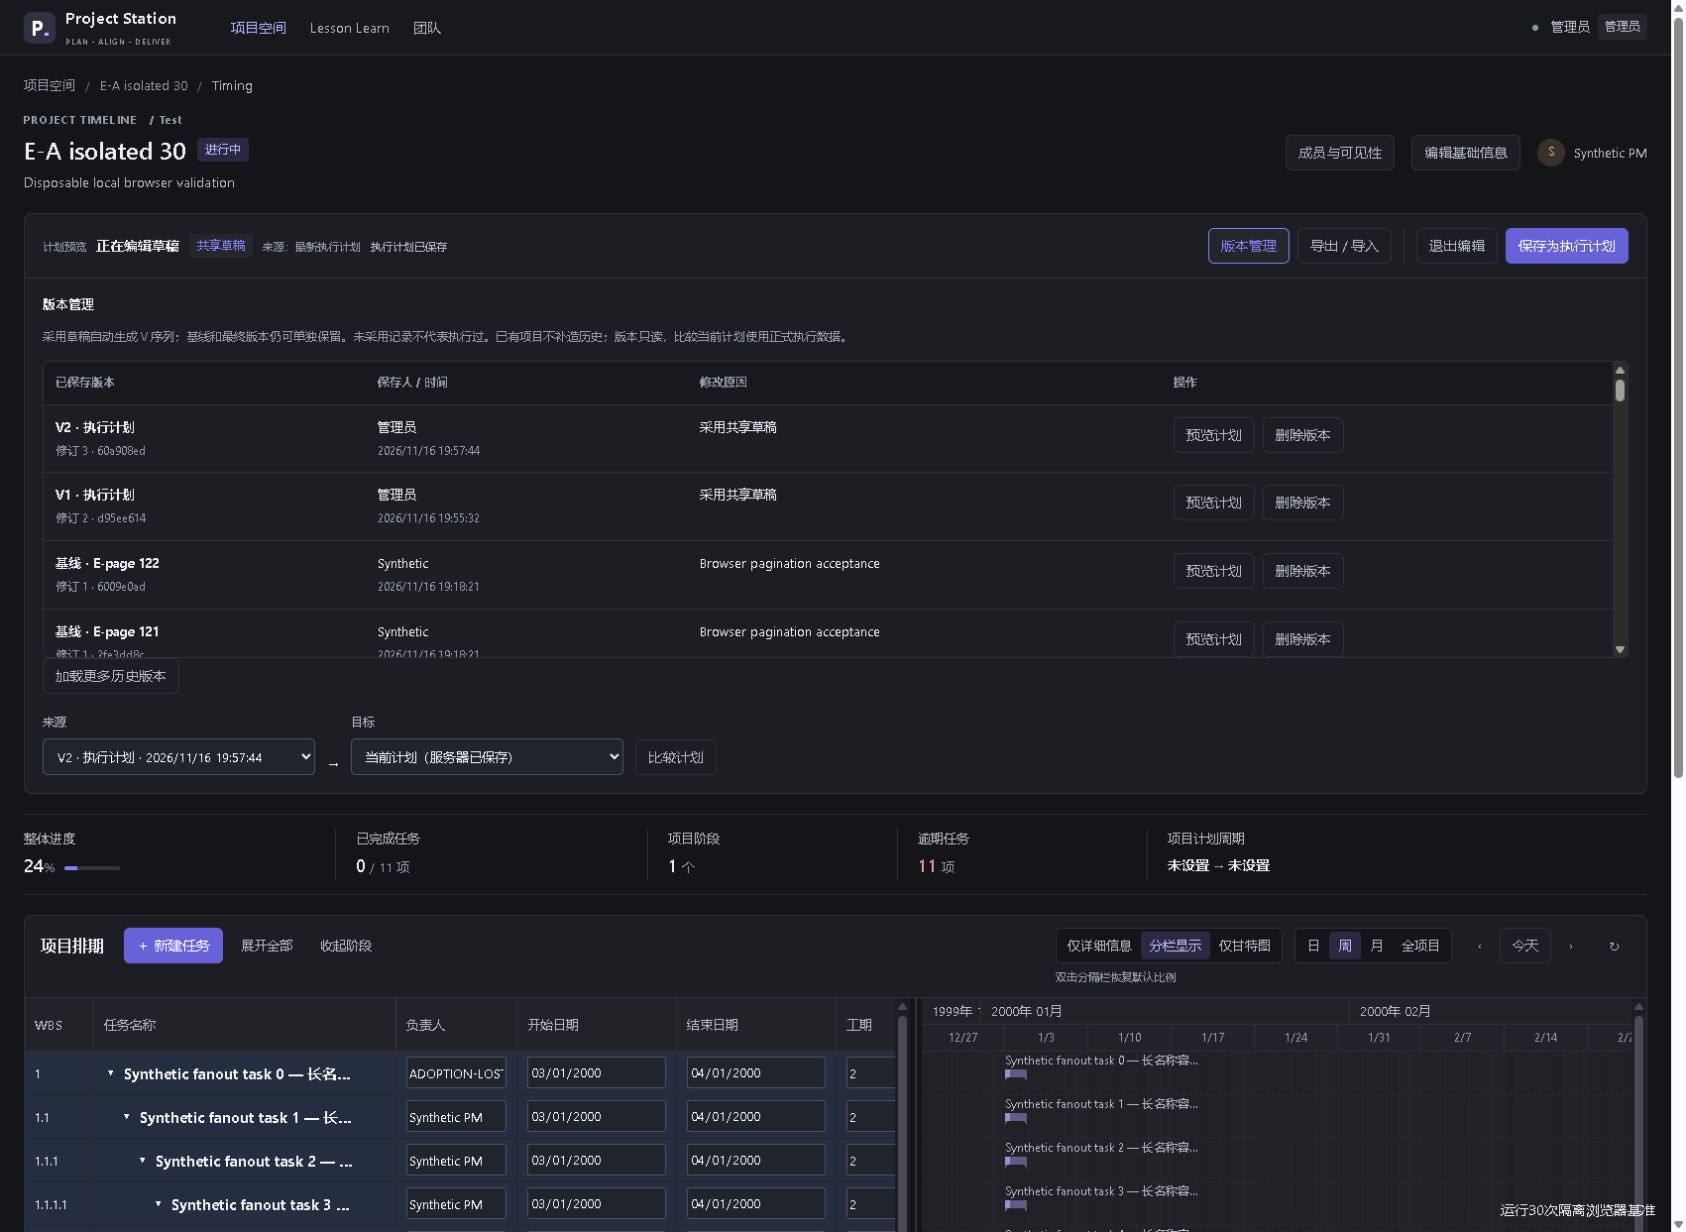 P.
Project Station
PLAN · ALIGN · DELIVER
项目空间 Lesson Learn 团队
管理员 管理员
项目空间 / E-A isolated 30 / Timing
PROJECT TIMELINE / Test
E-A isolated 30 进行中
成员与可见性 编辑基础信息 S Synthetic PM
Disposable local browser validation
计划预览 正在编辑草稿 共享草稿 来源: 最新执行计划 执行计划已保存
版本管理 导出 / 导入 退出编辑 保存为执行计划
版本管理
采用草稿自动生成 V 序列；基线和最终版本仍可单独保留。未采用记录不代表执行过。已有项目不补造历史；版本只读，比较当前计划使用正式执行数据。
已保存版本 保存人 / 时间 修改原因 操作
V2 · 执行计划 管理员 采用共享草稿 预览计划 删除版本
修订 3 · 60a908ed 2026/11/16 19:57:44
V1 · 执行计划 管理员 采用共享草稿 预览计划 删除版本
修订 2 · d95ee614 2026/11/16 19:55:32
基线 · E-page 122 Synthetic Browser pagination acceptance 预览计划 删除版本
修订 1 · 6009e0ad 2026/11/16 19:18:21
基线 · E-page 121 Synthetic Browser pagination acceptance 预览计划 删除版本
修订 1 · 2fe3dd8c 2026/11/16 19:18:21
加载更多历史版本
来源 目标
V2 · 执行计划 · 2026/11/16 19:57:44 → 当前计划（服务器已保存） 比较计划
整体进度 已完成任务 项目阶段 逾期任务 项目计划周期
24% 0 / 11 项 1 个 11 项 未设置 → 未设置
项目排期 + 新建任务 展开全部 收起阶段 仅详细信息 分栏显示 仅甘特图 日 周 月 全项目 ‹ 今天 › ↻
双击分隔栏恢复默认比例
WBS 任务名称 负责人 开始日期 结束日期 工期
1999年 2000年 01月 2000年 02月
12/27 1/3 1/10 1/17 1/24 1/31 2/7 2/14
1 ▾ Synthetic fanout task 0 — 长名... ADOPTION-LOST 03/01/2000 04/01/2000 2
Synthetic fanout task 0 — 长名称容...
1.1 ▾ Synthetic fanout task 1 — 长... Synthetic PM 03/01/2000 04/01/2000 2
Synthetic fanout task 1 — 长名称容...
1.1.1 ▾ Synthetic fanout task 2 — ... Synthetic PM 03/01/2000 04/01/2000 2
Synthetic fanout task 2 — 长名称容...
1.1.1.1 ▾ Synthetic fanout task 3 ... Synthetic PM 03/01/2000 04/01/2000 2
Synthetic fanout task 3 — 长名称容...
运行30次隔离浏览器基准